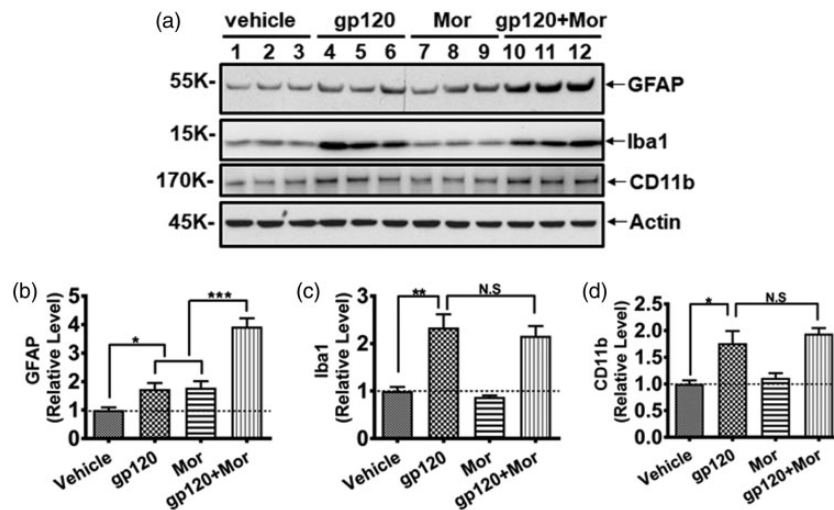 (a) vehicle gp120 Mor gp120+Mor
1 2 3 4 5 6 7 8 9 10 11 12
55K- GFAP
15K- Iba1
170K- CD11b
45K- Actin
(b)
GFAP
(Relative Level)
5
4
3
2
1
0
*
***
Vehicle
gp120
Mor
gp120+Mor
(c)
Iba1
(Relative Level)
3
2
1
0
**
N.S
Vehicle
gp120
Mor
gp120+Mor
(d)
CD11b
(Relative Level)
2.5
2.0
1.5
1.0
0.5
0.0
*
N.S
Vehicle
gp120
Mor
gp120+Mor